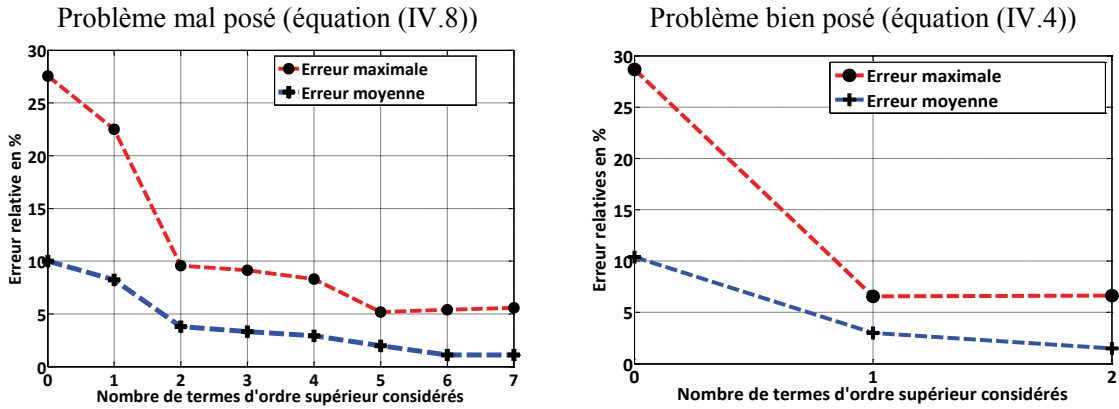 Problème mal posé (équation (IV.8))
30
25
20
15
10
5
0
Erreur relative en %
Erreur maximale
Erreur moyenne
0 1 2 3 4 5 6 7
Nombre de termes d'ordre supérieur considérés
Problème bien posé (équation (IV.4))
30
25
20
15
10
5
0
Erreur relatives en %
Erreur maximale
Erreur moyenne
0 1 2
Nombre de termes d'ordre supérieur considérés